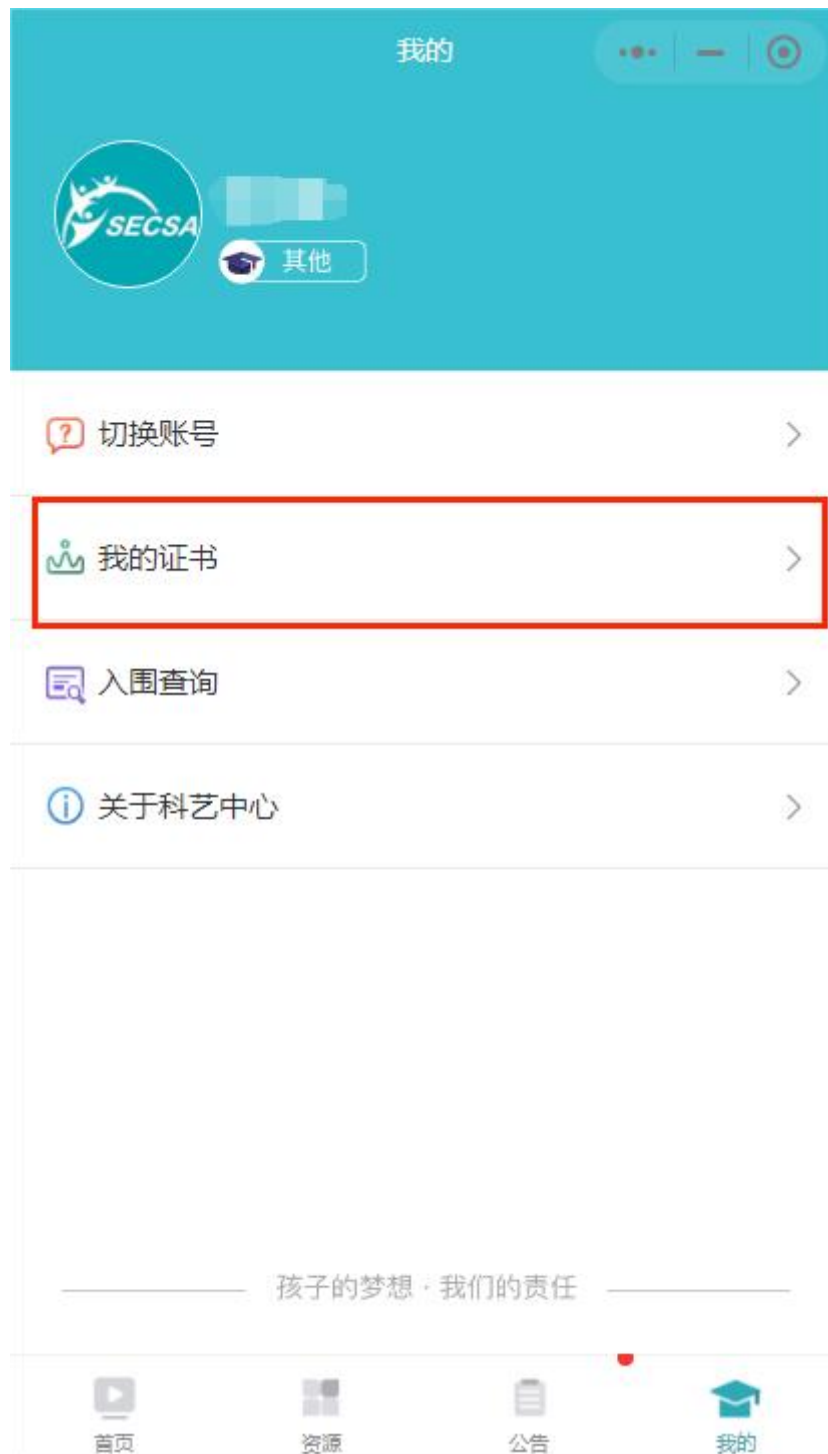 我的
SECSA
其他
切换账号
我的证书
入围查询
关于科艺中心
孩子的梦想·我们的责任
首页
资源
公告
我的